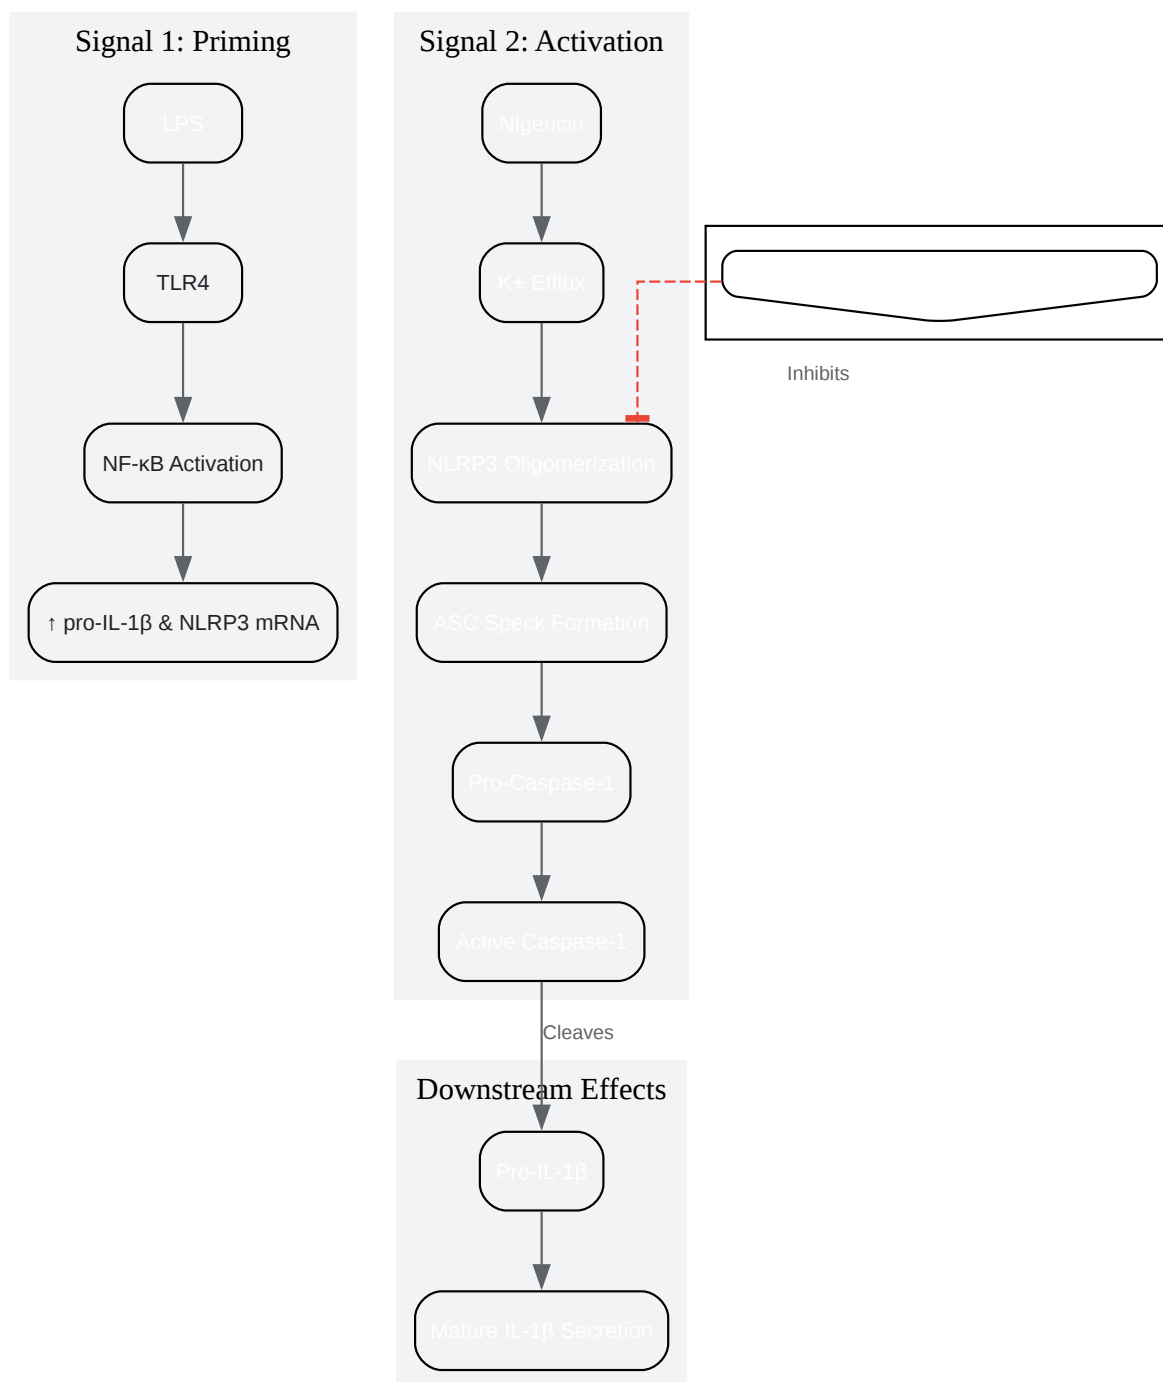 Signal 1: Priming
LPS
TLR4
NF-κB Activation
↑ pro-IL-1β & NLRP3 mRNA
Signal 2: Activation
Nigericin
K+ Efflux
NLRP3 Oligomerization
ASC Speck Formation
Pro-Caspase-1
Active Caspase-1
Inhibits
Cleaves
Downstream Effects
Pro-IL-1β
Mature IL-1β Secretion